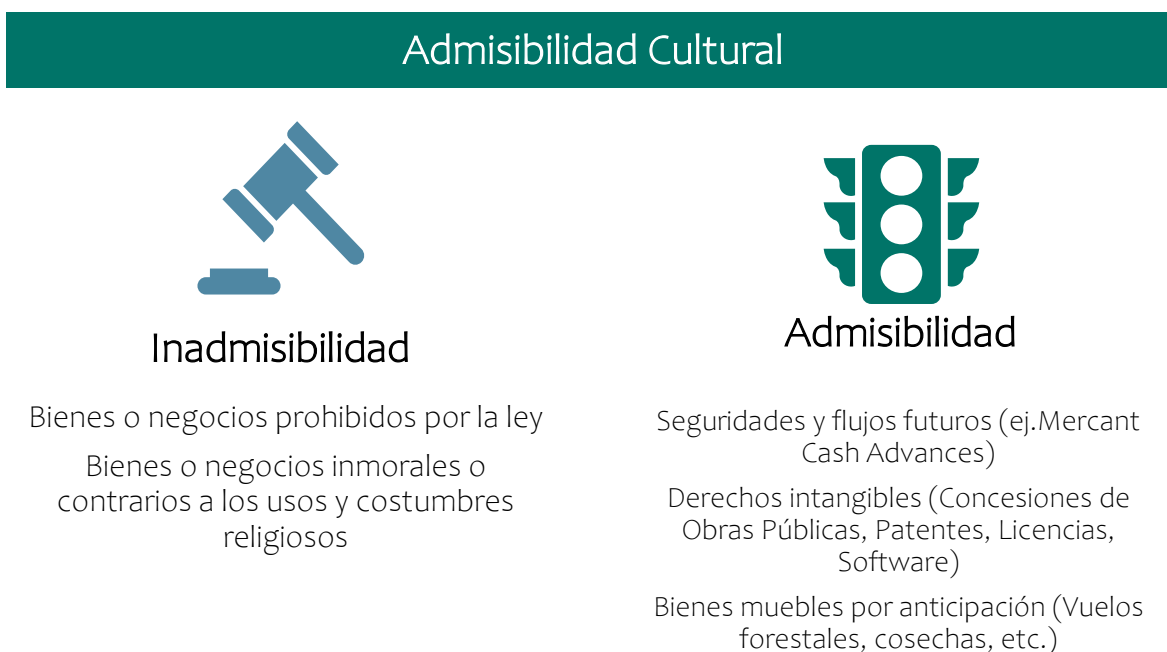 Admisibilidad Cultural
Inadmisibilidad
Bienes o negocios prohibidos por la ley
Bienes o negocios inmorales o
contrarios a los usos y costumbres
religiosos
Admisibilidad
Seguridades y flujos futuros (ej.Mercant
Cash Advances)
Derechos intangibles (Concesiones de
Obras Públicas, Patentes, Licencias,
Software)
Bienes muebles por anticipación (Vuelos
forestales, cosechas, etc.)